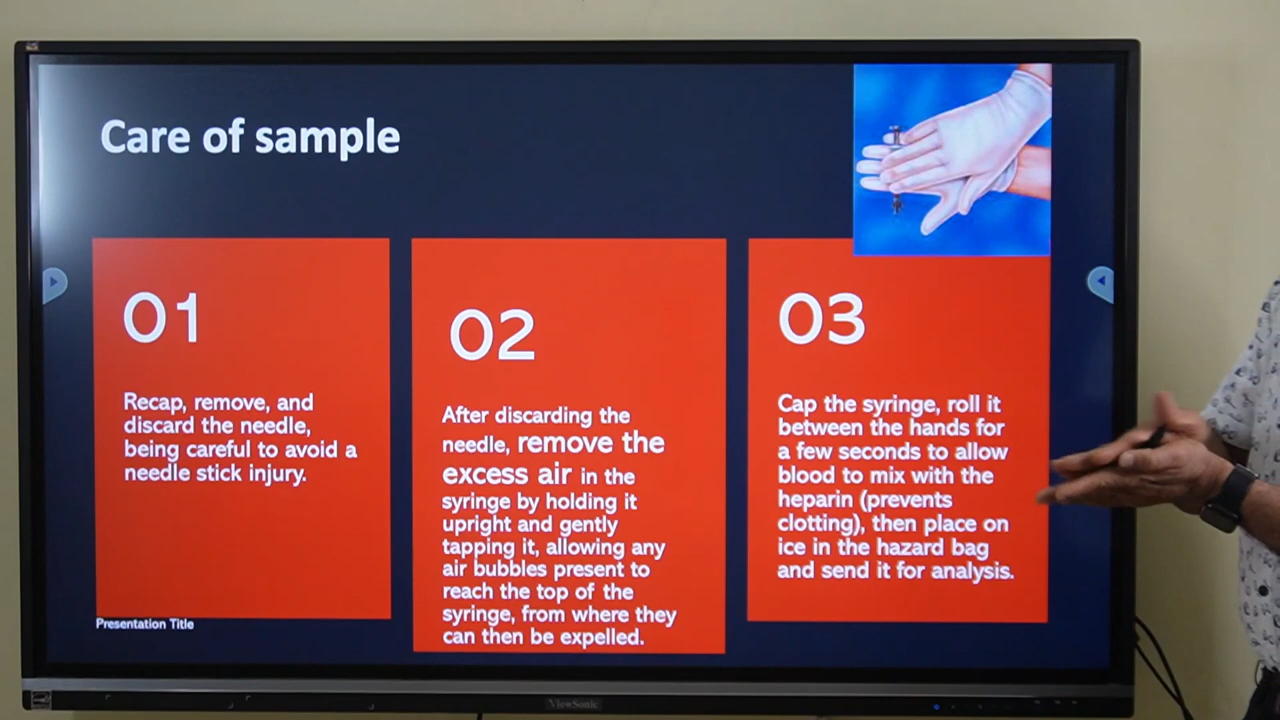 Care of sample
01
Recap, remove, and
discard the needle,
being careful to avoid a
needle stick injury.
02
After discarding the
needle, remove the
excess air in the
syringe by holding it
upright and gently
tapping it, allowing any
air bubbles present to
reach the top of the
syringe, from where they
can then be expelled.
03
Cap the syringe, roll it
between the hands for
a few seconds to allow
blood to mix with the
heparin (prevents
clotting), then place on
ice in the hazard bag
and send it for analysis.
Presentation Title
ViewSonic